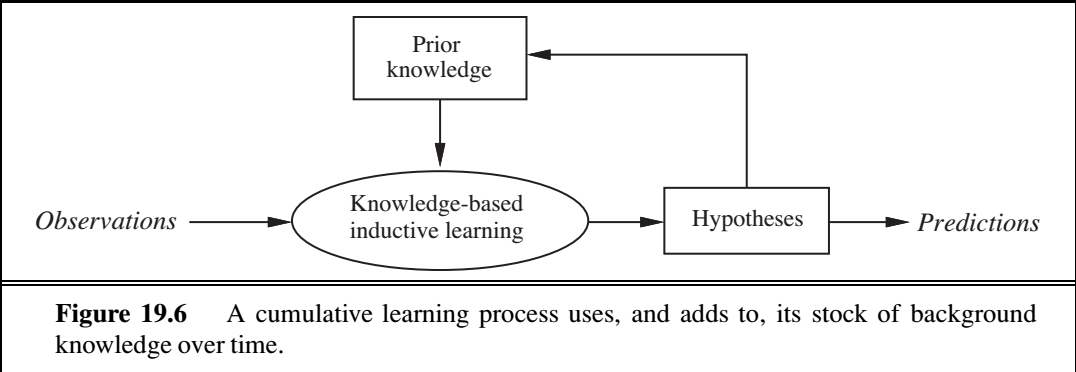 Prior
knowledge
Observations
Knowledge-based
inductive learning
Hypotheses
Predictions
Figure 19.6 A cumulative learning process uses, and adds to, its stock of background
knowledge over time.